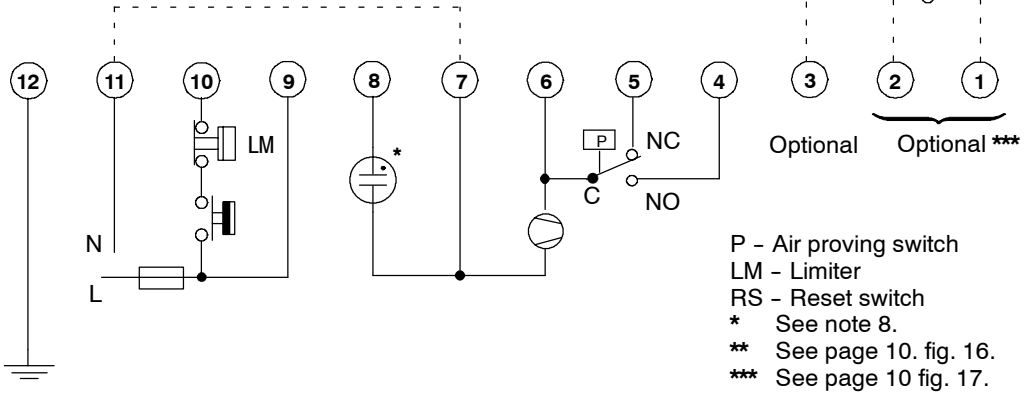 12 11 10 9 8 7 6 5 4 3 2 1
LM
*
P
NC
C
NO
Optional
Optional ***
N
L
P - Air proving switch
LM - Limiter
RS - Reset switch
* See note 8.
** See page 10. fig. 16.
*** See page 10 fig. 17.